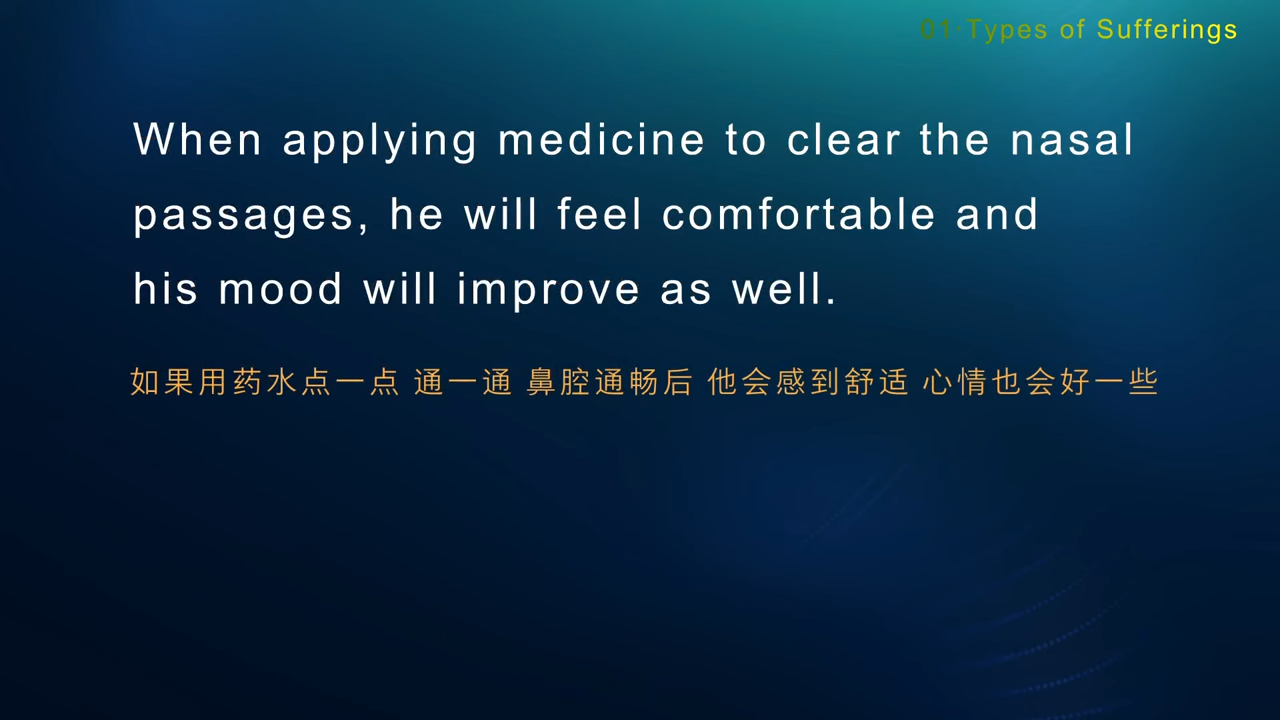 01·Types of Sufferings
When applying medicine to clear the nasal
passages, he will feel comfortable and
his mood will improve as well.
如果用药水点一点 通一通 鼻腔通畅后 他会感到舒适 心情也会好一些